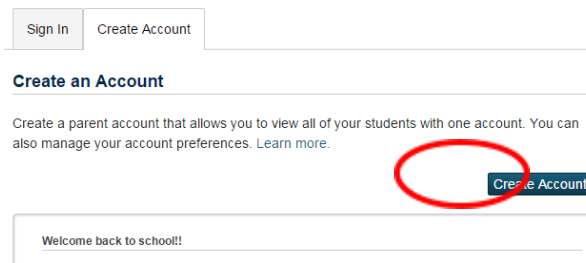 Sign In
Create Account
Create an Account
Create a parent account that allows you to view all of your students with one account. You can
also manage your account preferences. Learn more.
Create Account
Welcome back to school!!